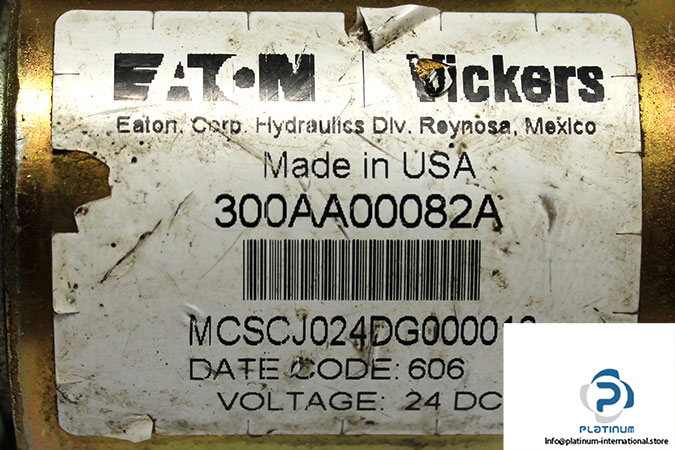 EATON | Vickers
Eaton. Corp. Hydraulics Div. Reynosa, Mexico
Made in USA
300AA00082A
MCSCJ024DG000010
DATE CODE: 606
VOLTAGE: 24 DC
PLATINUM
Info@platinum-international.store